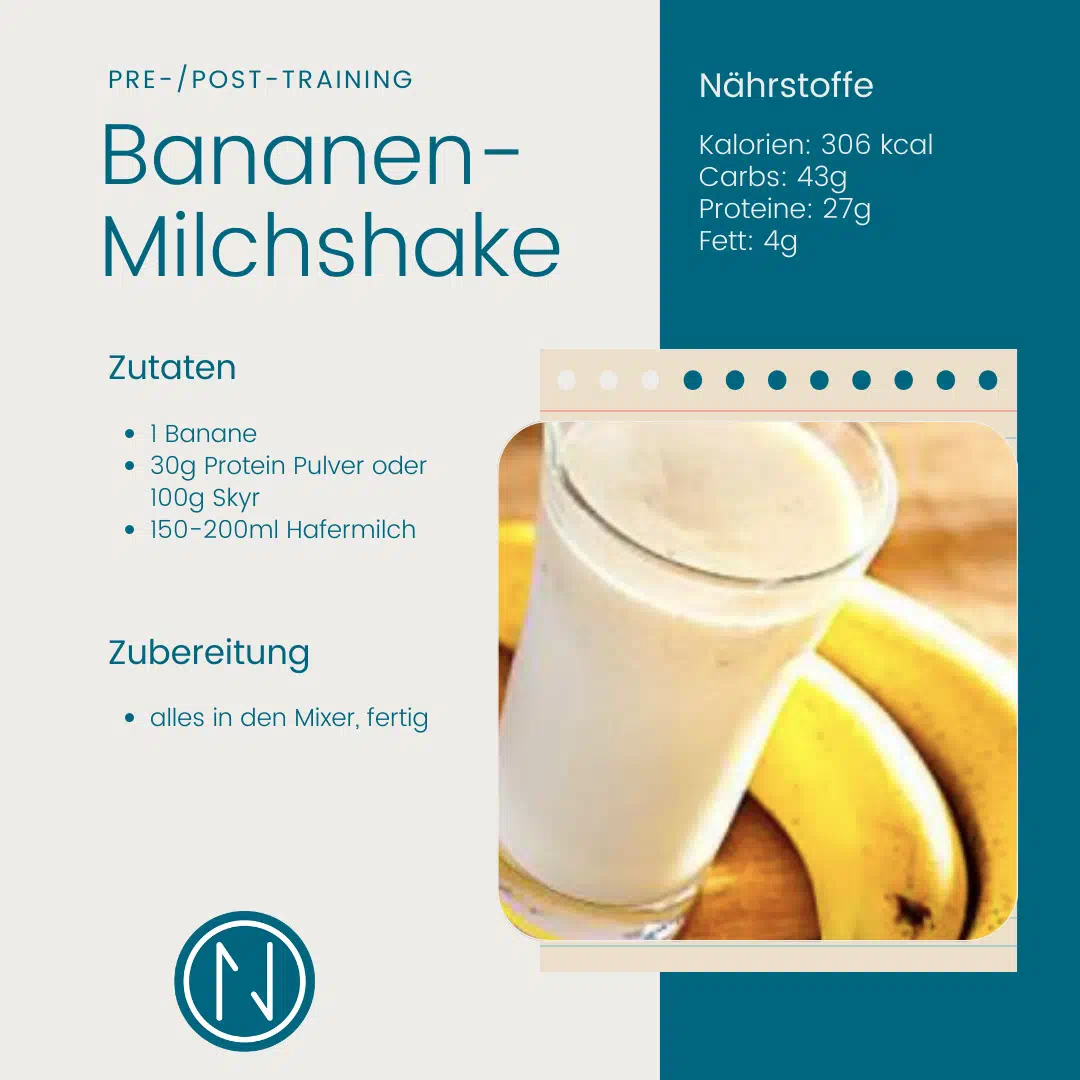 PRE-/POST-TRAINING
Bananen-
Milchshake
Zutaten
1 Banane
30g Protein Pulver oder
100g Skyr
150-200ml Hafermilch
Zubereitung
alles in den Mixer, fertig
Nährstoffe
Kalorien: 306 kcal
Carbs: 43g
Proteine: 27g
Fett: 4g